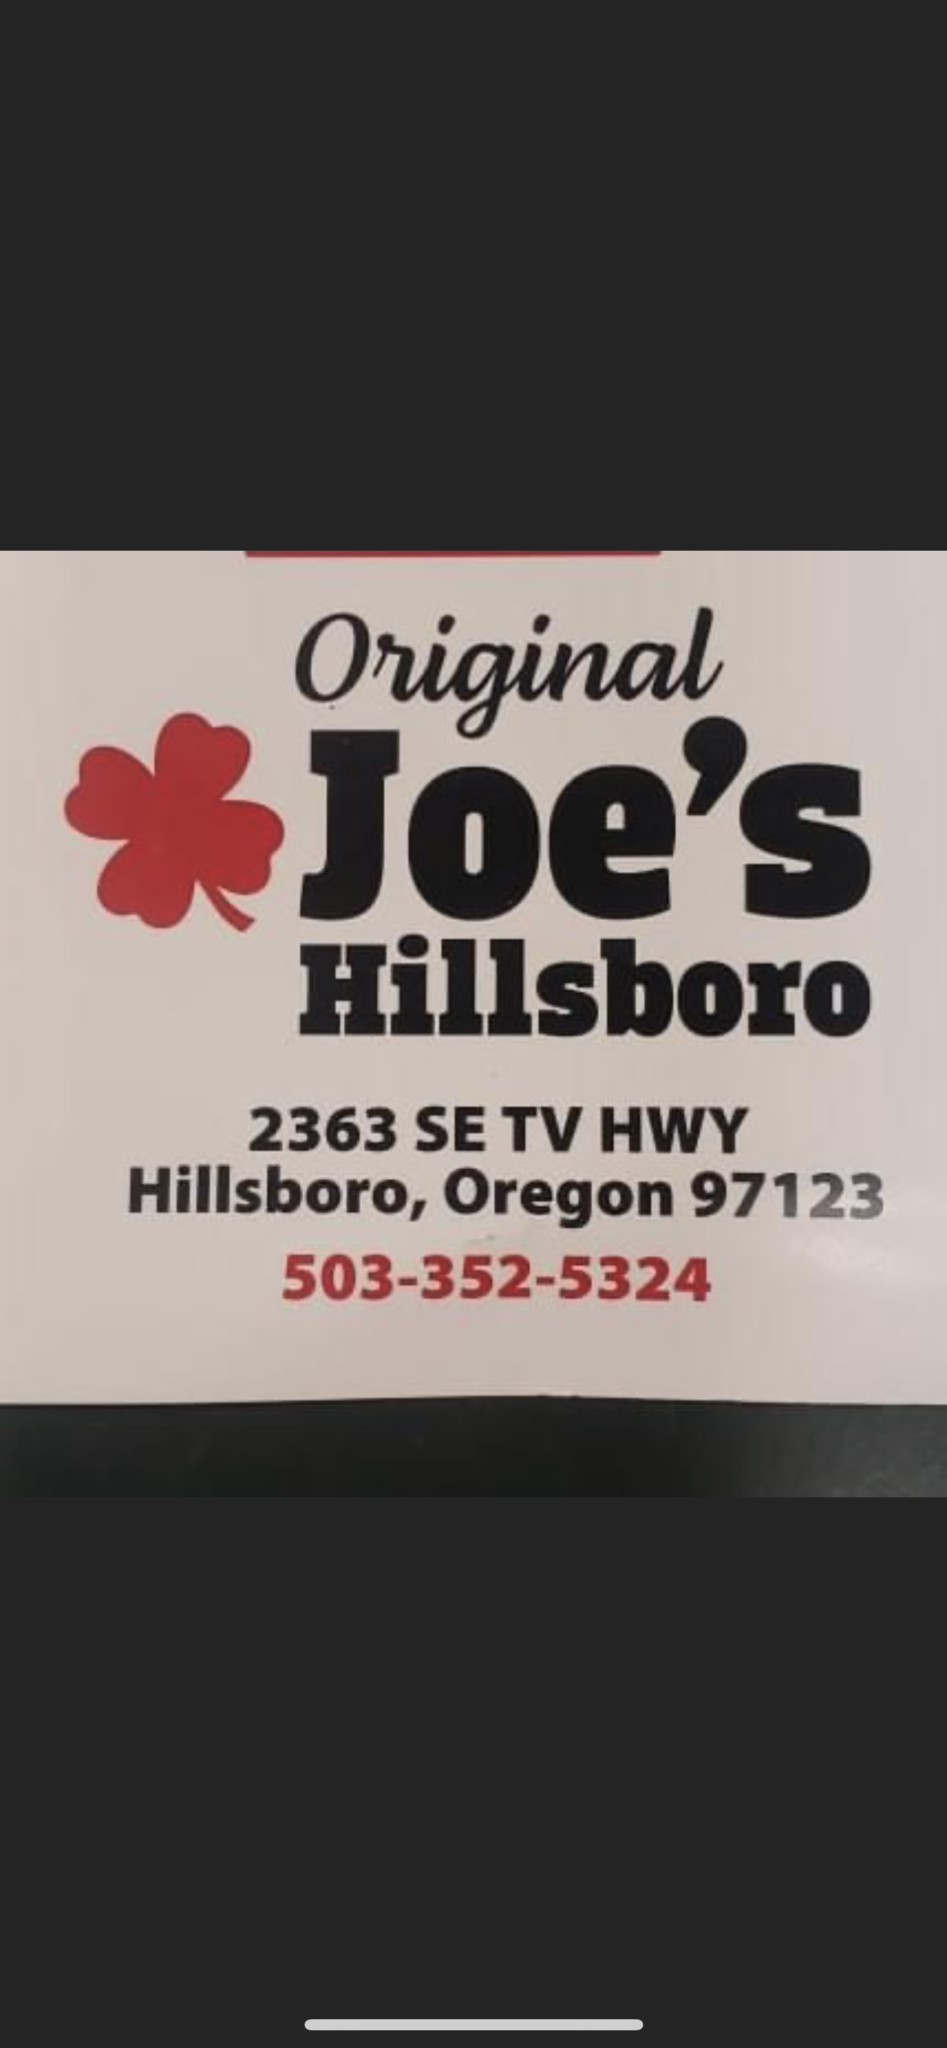 Original
Joe's
Hillsboro
2363 SE TV HWY
Hillsboro, Oregon 97123
503-352-5324